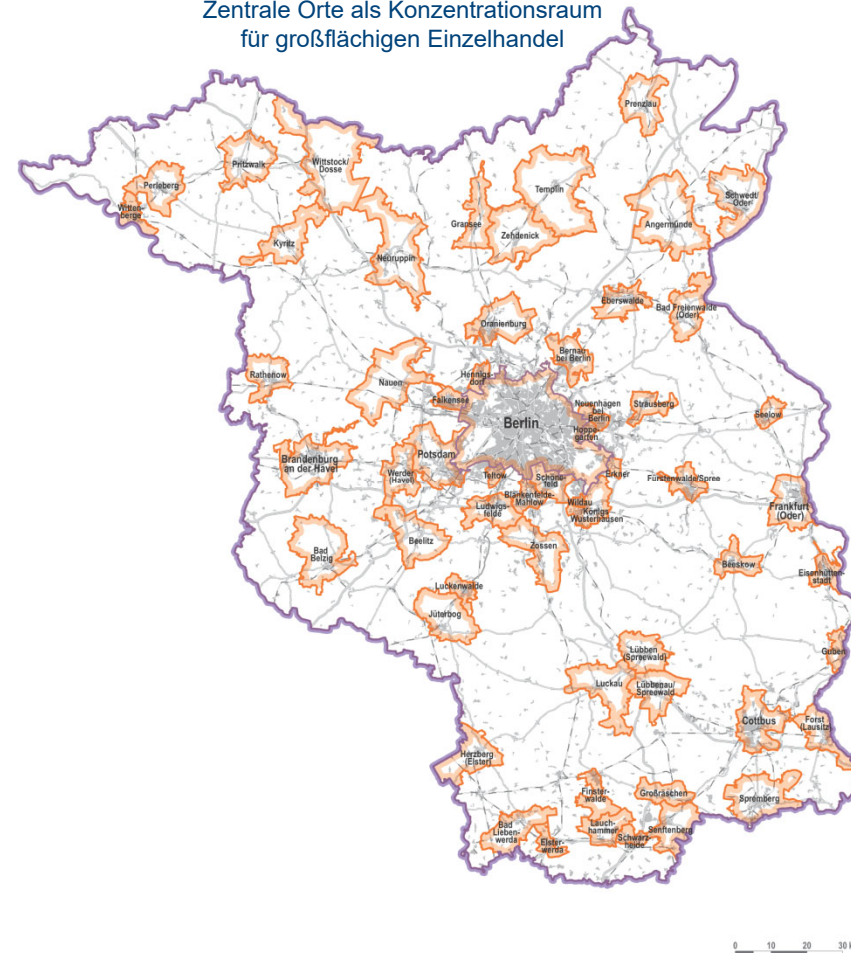 Zentrale Orte als Konzentrationsraum
für großflächigen Einzelhandel
Prenzlau
Pritzwalk
Wittstock/
Dosse
Perleberg
Witten-
berge
Templin
Schwedt/
Oder
Gransee
Zehdenick
Angermünde
Kyritz
Neuruppin
Eberswalde
Bad Freienwalde
(Oder)
Oranienburg
Bernau
bei Berlin
Rathenow
Nauen
Hennigs-
dorf
Falkensee
Neuenhagen
bei
Berlin
Strausberg
Seelow
Berlin
Hoppe-
garten
Brandenburg
an der Havel
Potsdam
Werder
(Havel)
Teltow
Schöne-
feld
Erkner
Fürstenwalde/Spree
Blankenfelde-
Mahlow
Wildau
Königs
Wusterhausen
Ludwigs-
felde
Frankfurt
(Oder)
Beelitz
Zossen
Bad
Belzig
Beeskow
Eisenhütten-
stadt
Luckenwalde
Jüterbog
Lübben
(Spreewald)
Guben
Luckau
Lübbenau/
Spreewald
Cottbus
Forst
(Lausitz)
Herzberg
(Elster)
Finster-
walde
Großräschen
Spremberg
Bad
Lieben-
werda
Lauch-
hammer
Senftenberg
Schwarz-
heide
Elster-
werda
0 10 20 30 k